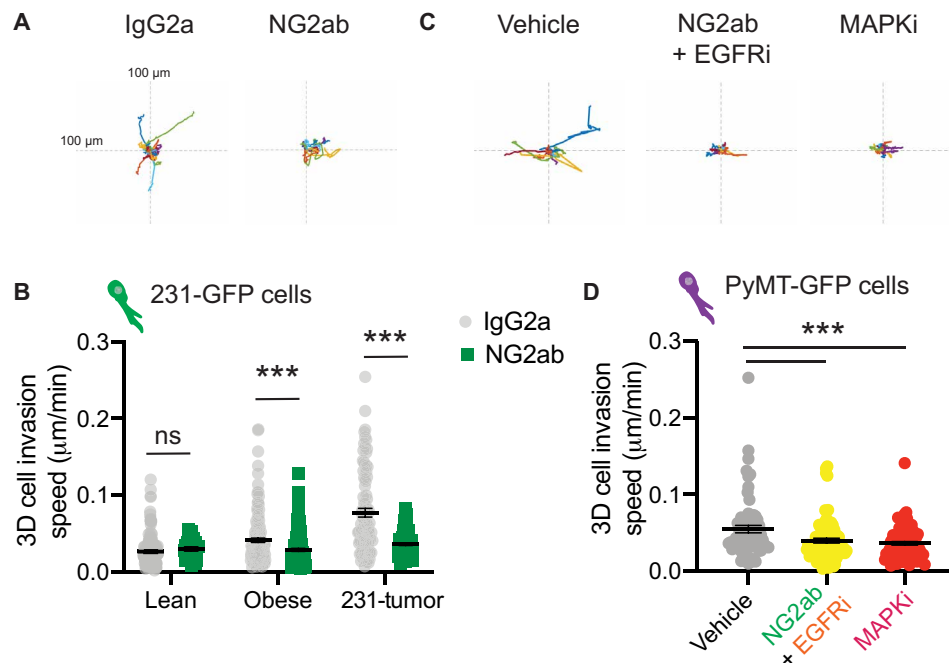 A
IgG2a
NG2ab
100 µm
100 µm
C
Vehicle
NG2ab
+ EGFRi
MAPKi
B
231-GFP cells
IgG2a
NG2ab
3D cell invasion
speed (µm/min)
0.3
0.2
0.1
0.0
ns
***
***
Lean
Obese
231-tumor
D
PyMT-GFP cells
3D cell invasion
speed (µm/min)
0.3
0.2
0.1
0.0
***
Vehicle
NG2ab
+ EGFRi
MAPKi